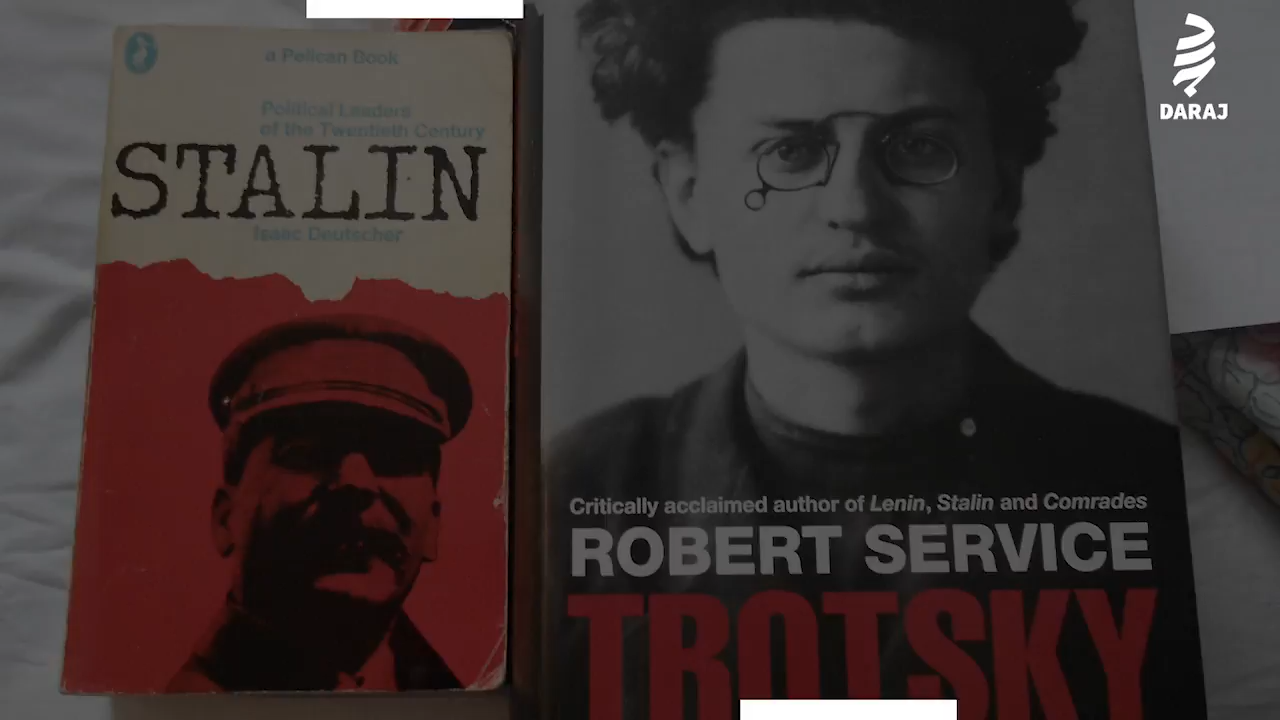 a Pelican Book
Political Leaders
of the Twentieth Century
STALIN
Isaac Deutscher
Critically acclaimed author of Lenin, Stalin and Comrades
ROBERT SERVICE
TROTSKY
DARAJ